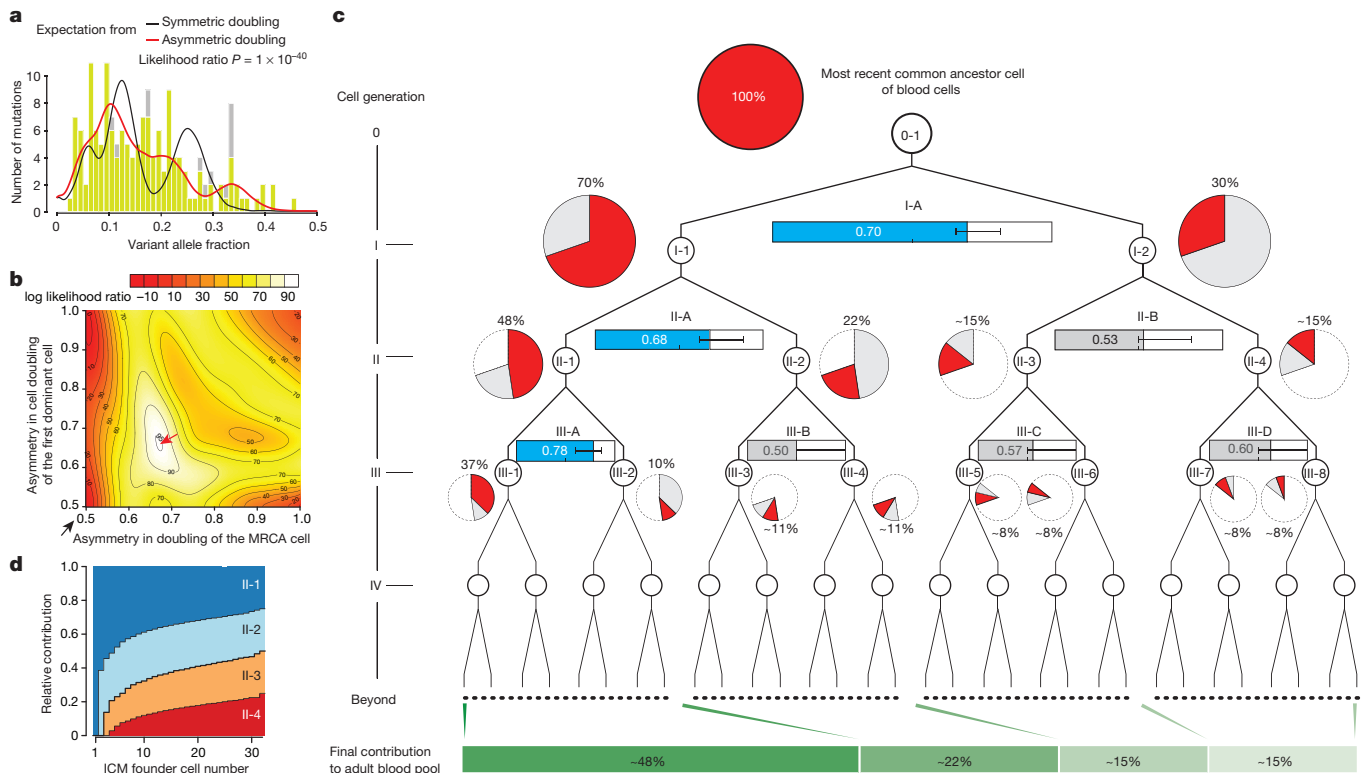 a
Expectation from
Symmetric doubling
Asymmetric doubling
Likelihood ratio P = 1 × 10⁻⁴⁰
Number of mutations
10
8
6
4
2
0
0 0.1 0.2 0.3 0.4 0.5
Variant allele fraction
b
log likelihood ratio
−10 10 30 50 70 90
Asymmetry in cell doubling
of the first dominant cell
1.0
0.9
0.8
0.7
0.6
0.5
0.5 0.6 0.7 0.8 0.9 1.0
Asymmetry in doubling of the MRCA cell
d
Relative contribution
1.0
0.8
0.6
0.4
0.2
0
II-1
II-2
II-3
II-4
1 10 20 30
ICM founder cell number
c
Cell generation
0
I
II
III
IV
Beyond
100%
Most recent common ancestor cell
of blood cells
0-1
70%
30%
I-A
0.70
I-1
I-2
48%
22%
~15%
~15%
II-A
0.68
II-B
0.53
II-1
II-2
II-3
II-4
III-A
0.78
III-B
0.50
III-C
0.57
III-D
0.60
37%
10%
III-1
III-2
III-3
III-4
III-5
III-6
III-7
III-8
~11%
~11%
~8%
~8%
~8%
~8%
Final contribution
to adult blood pool
~48%
~22%
~15%
~15%